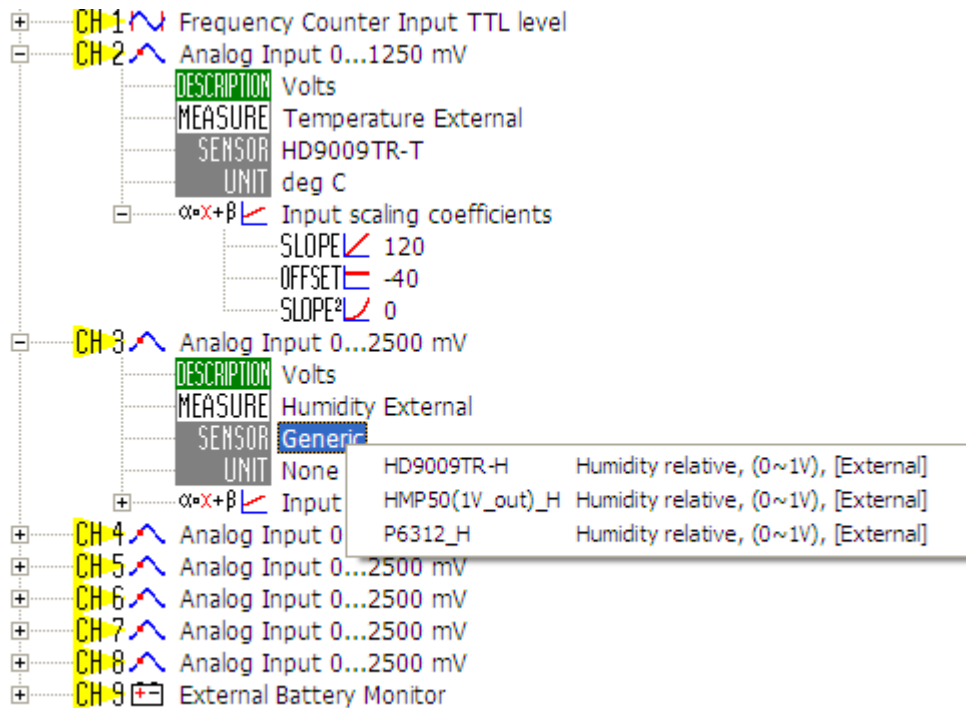 CH 1 Frequency Counter Input TTL level
CH 2 Analog Input 0...1250 mV
DESCRIPTION Volts
MEASURE Temperature External
SENSOR HD9009TR-T
UNIT deg C
α∙X+β Input scaling coefficients
SLOPE 120
OFFSET -40
SLOPE² 0
CH 3 Analog Input 0...2500 mV
DESCRIPTION Volts
MEASURE Humidity External
SENSOR Generic
HD9009TR-H Humidity relative, (0~1V), [External]
UNIT None
α∙X+β Input
HMP50(1V_out)_H Humidity relative, (0~1V), [External]
P6312_H Humidity relative, (0~1V), [External]
CH 4 Analog Input 0
CH 5 Analog Input 0...2500 mV
CH 6 Analog Input 0...2500 mV
CH 7 Analog Input 0...2500 mV
CH 8 Analog Input 0...2500 mV
CH 9 External Battery Monitor